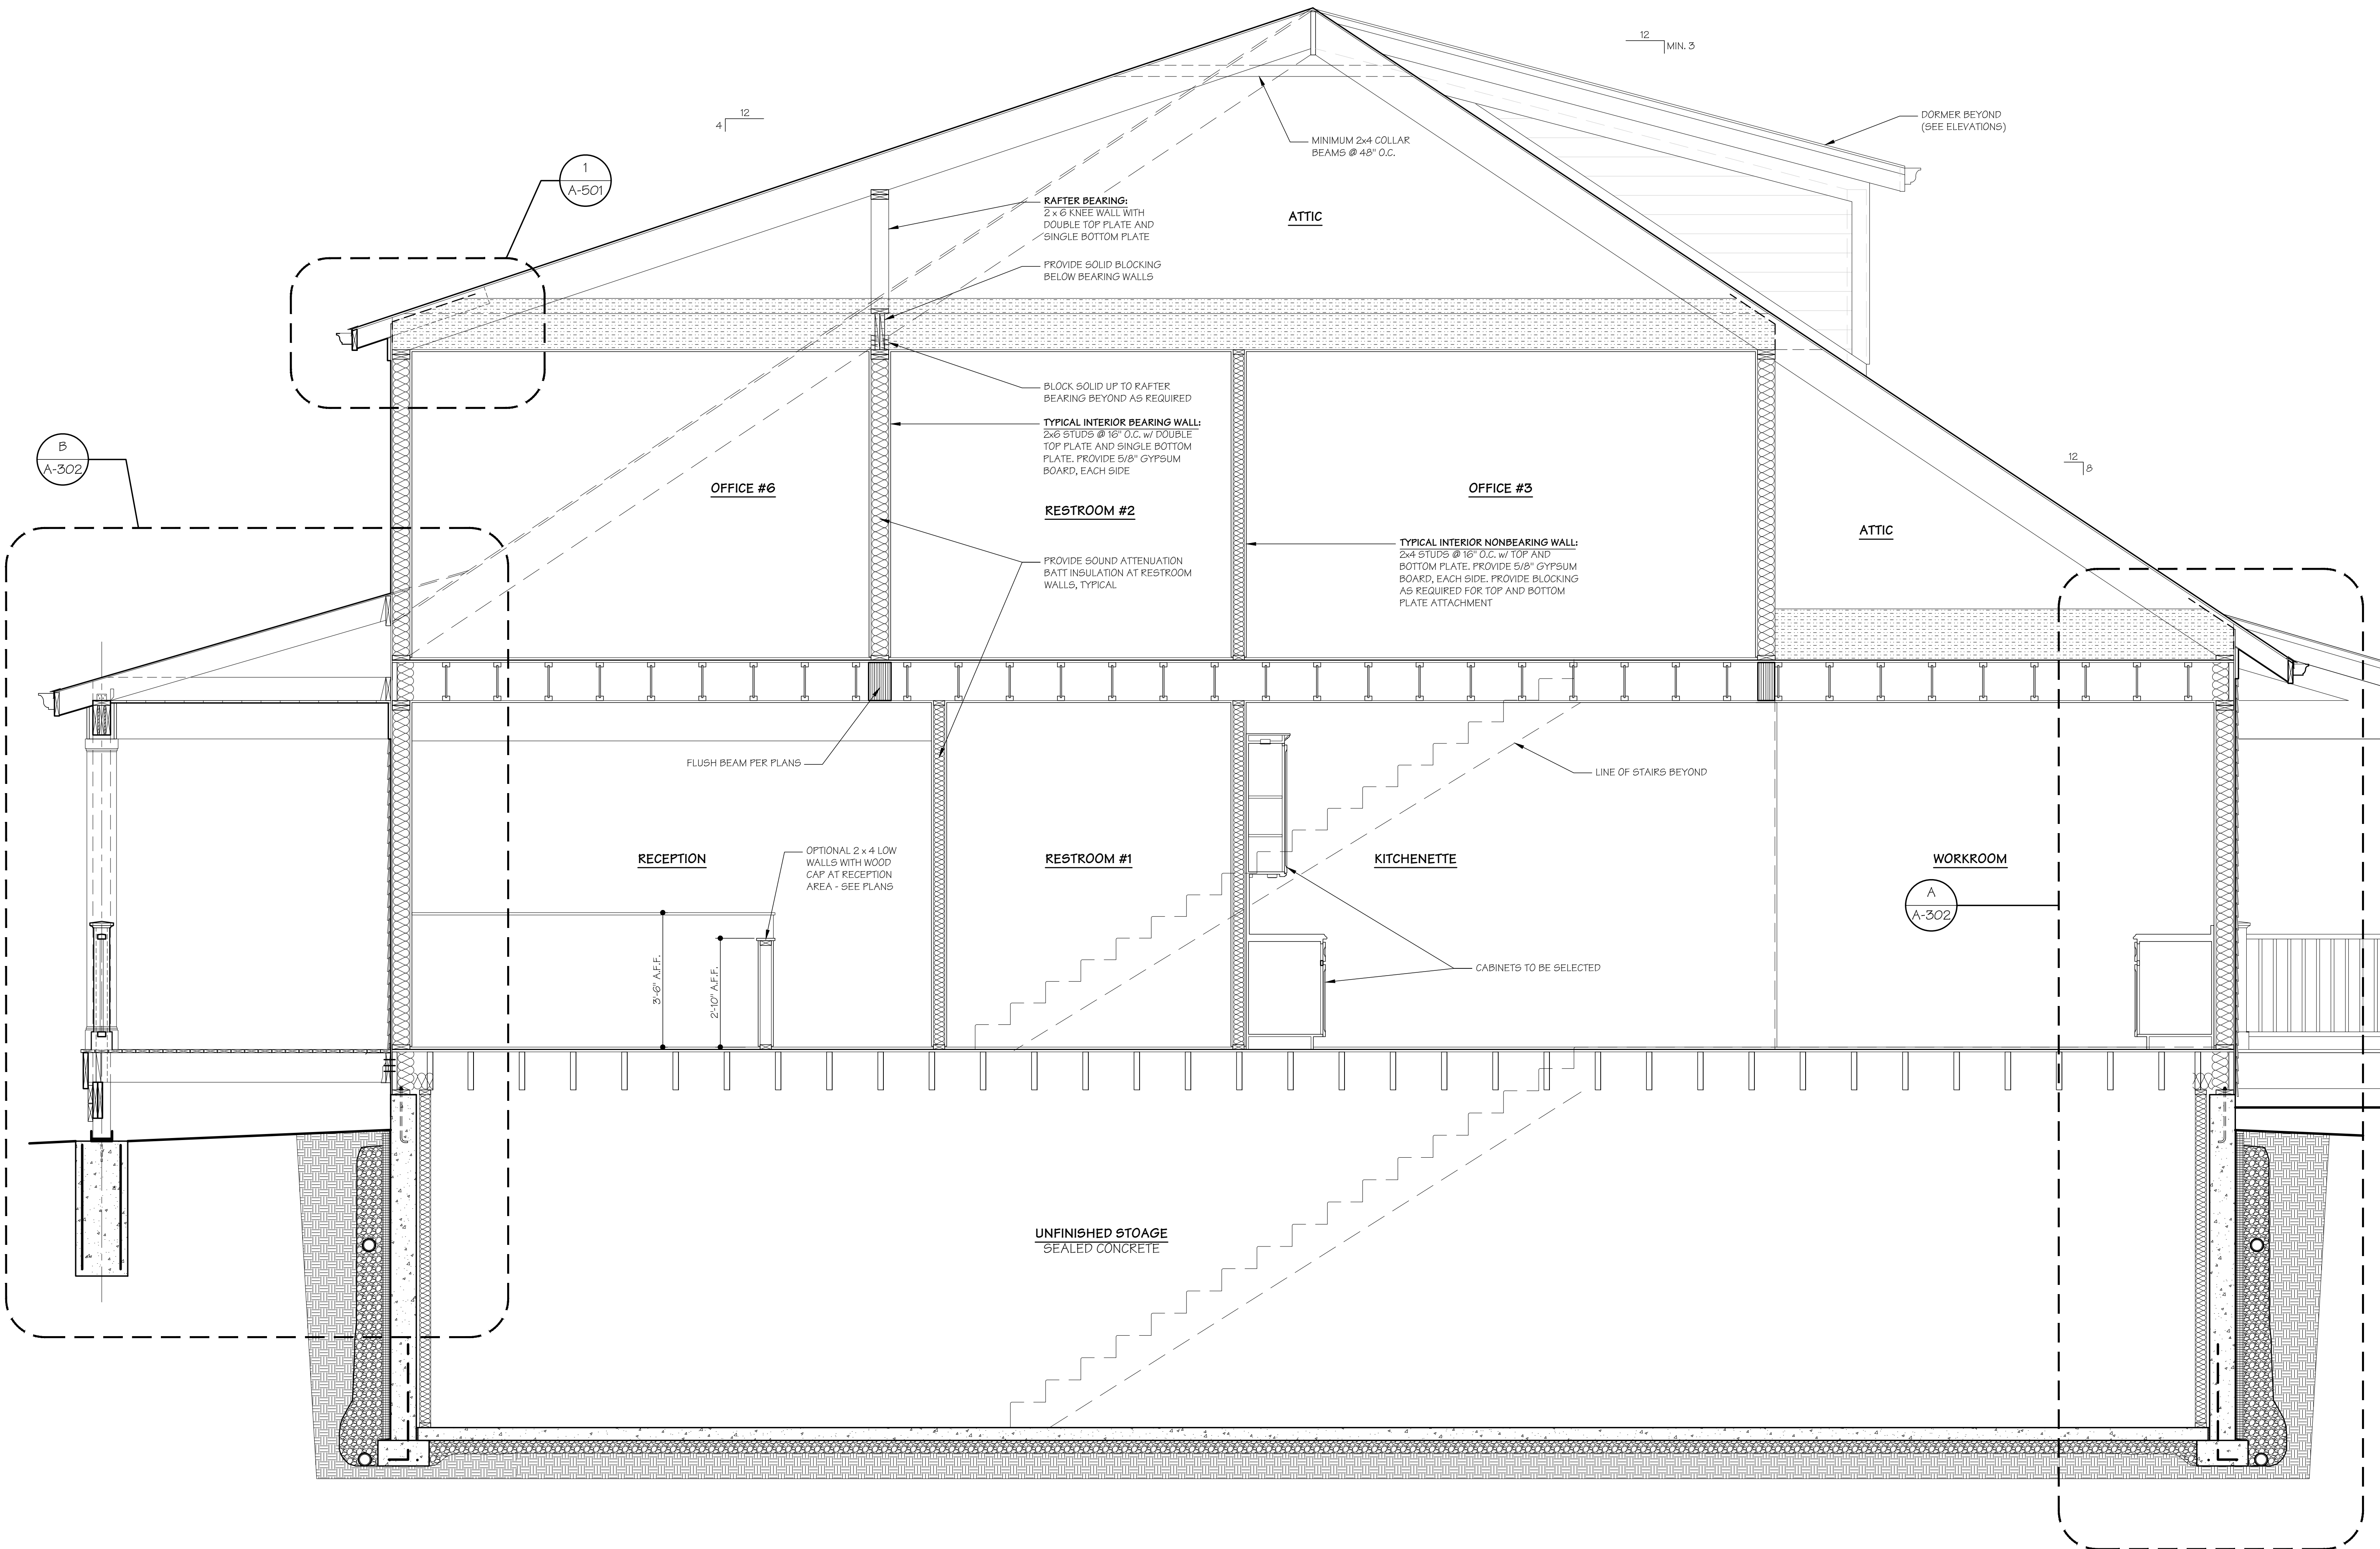 12
MIN. 3
12
4
DORMER BEYOND
(SEE ELEVATIONS)
MINIMUM 2x4 COLLAR
BEAMS @ 48" O.C.
1
A-501
RAFTER BEARING:
2 x 6 KNEE WALL WITH
DOUBLE TOP PLATE AND
SINGLE BOTTOM PLATE
ATTIC
PROVIDE SOLID BLOCKING
BELOW BEARING WALLS
BLOCK SOLID UP TO RAFTER
BEARING BEYOND AS REQUIRED
TYPICAL INTERIOR BEARING WALL:
2x6 STUDS @ 16" O.C. w/ DOUBLE
TOP PLATE AND SINGLE BOTTOM
PLATE. PROVIDE 5/8" GYPSUM
BOARD, EACH SIDE
B
A-302
12
8
OFFICE #6
RESTROOM #2
OFFICE #3
ATTIC
TYPICAL INTERIOR NONBEARING WALL:
2x4 STUDS @ 16" O.C. w/ TOP AND
BOTTOM PLATE. PROVIDE 5/8" GYPSUM
BOARD, EACH SIDE. PROVIDE BLOCKING
AS REQUIRED FOR TOP AND BOTTOM
PLATE ATTACHMENT
PROVIDE SOUND ATTENUATION
BATT INSULATION AT RESTROOM
WALLS, TYPICAL
FLUSH BEAM PER PLANS
LINE OF STAIRS BEYOND
OPTIONAL 2 x 4 LOW
WALLS WITH WOOD
CAP AT RECEPTION
AREA - SEE PLANS
RECEPTION
RESTROOM #1
KITCHENETTE
WORKROOM
A
A-302
3'-6" A.F.F.
2'-10" A.F.F.
CABINETS TO BE SELECTED
UNFINISHED STOAGE
SEALED CONCRETE